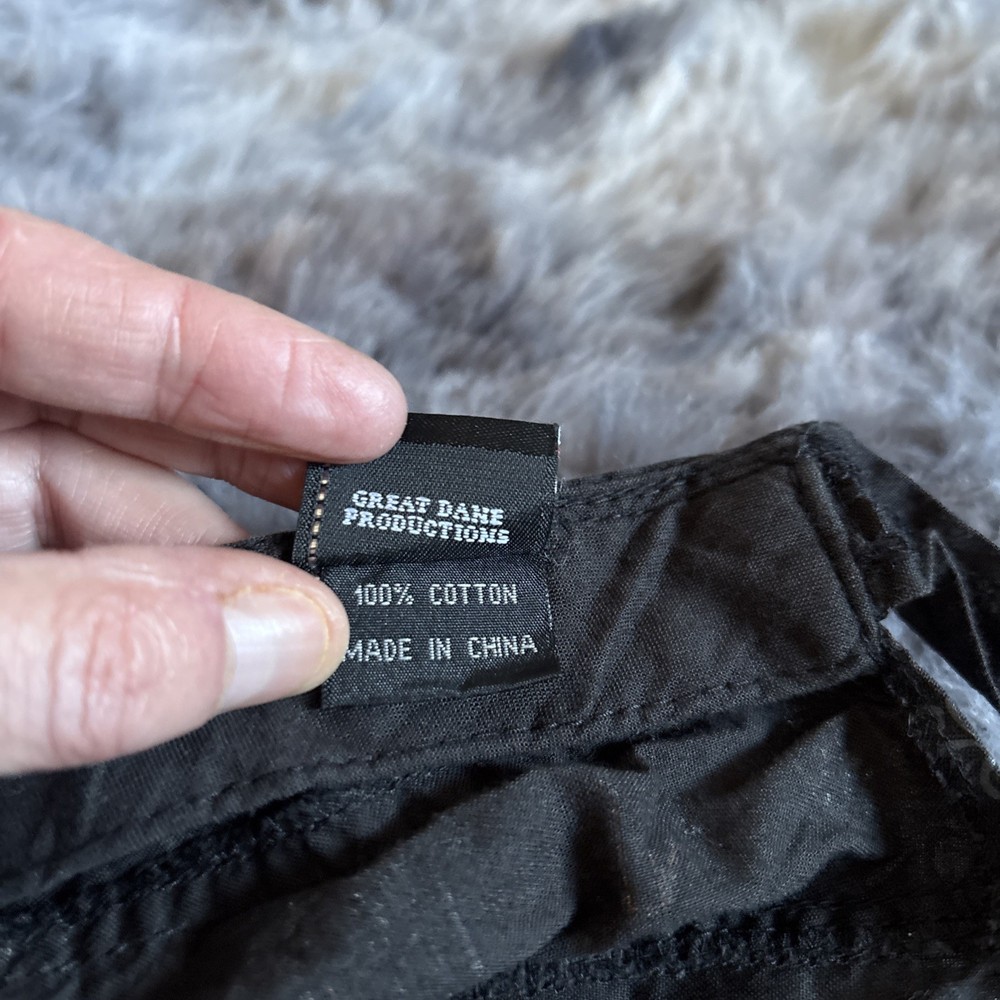 GREAT DANE
PRODUCTIONS
100% COTTON
MADE IN CHINA